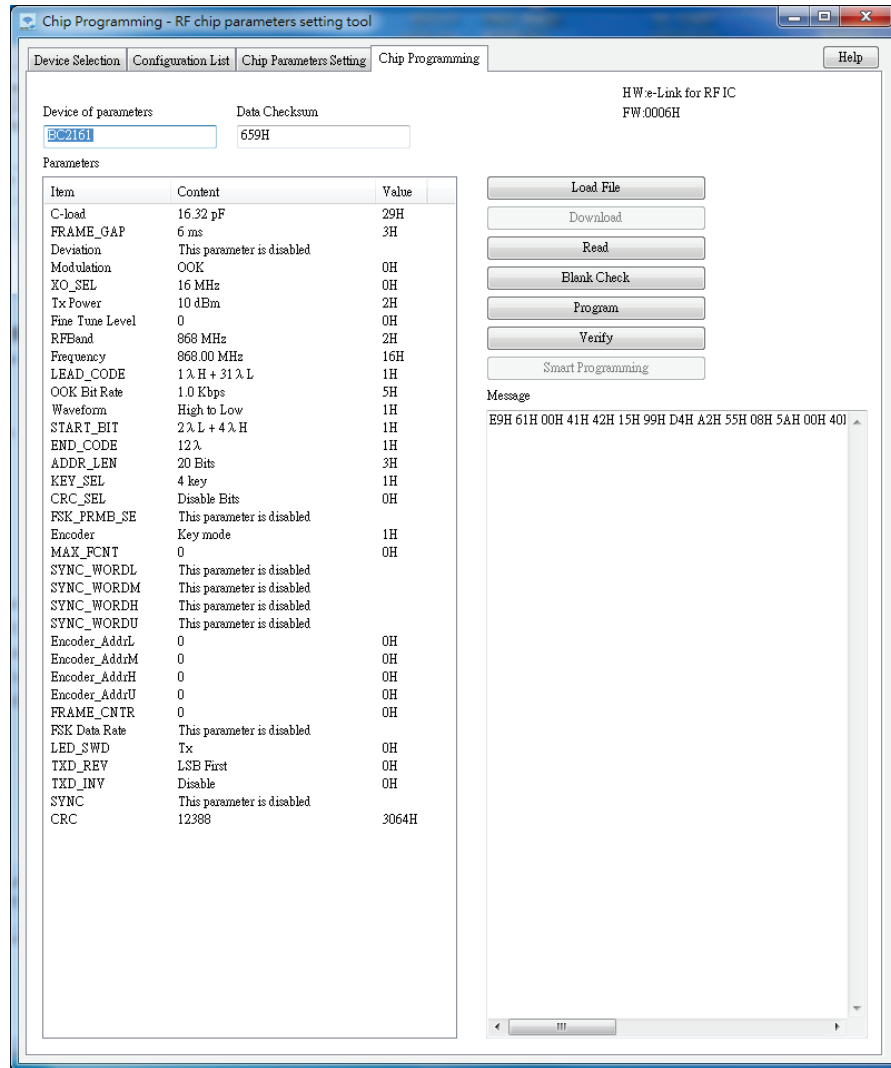 Chip Programming - RF chip parameters setting tool
Device Selection Configuration List Chip Parameters Setting Chip Programming Help
HW:e-Link for RF IC
Device of parameters Data Checksum FW:0006H
BC2161 659H
Parameters
Item Content Value Load File
C-load 16.32 pF 29H Download
FRAME_GAP 6 ms 3H
Deviation This parameter is disabled Read
Modulation OOK 0H
XO_SEL 16 MHz 0H Blank Check
Tx Power 10 dBm 2H Program
Fine Tune Level 0 0H
RFBand 868 MHz 2H Verify
Frequency 868.00 MHz 16H
LEAD_CODE 1 λ H + 31 λ L 1H Smart Programming
OOK Bit Rate 1.0 Kbps 5H Message
Waveform High to Low 1H E9H 61H 00H 41H 42H 15H 99H D4H A2H 55H 08H 5AH 00H
START_BIT 2 λ L + 4 λ H 1H
END_CODE 12 λ 1H
ADDR_LEN 20 Bits 3H
KEY_SEL 4 key 1H
CRC_SEL Disable Bits 0H
FSK_PRMB_SE This parameter is disabled
Encoder Key mode 1H
MAX_FCNT 0 0H
SYNC_WORDL This parameter is disabled
SYNC_WORDM This parameter is disabled
SYNC_WORDH This parameter is disabled
SYNC_WORDU This parameter is disabled
Encoder_AddrL 0 0H
Encoder_AddrM 0 0H
Encoder_AddrH 0 0H
Encoder_AddrU 0 0H
FRAME_CNTR 0 0H
FSK Data Rate This parameter is disabled
LED_SWD Tx 0H
TXD_REV LSB First 0H
TXD_INV Disable 0H
SYNC This parameter is disabled
CRC 12388 3064H